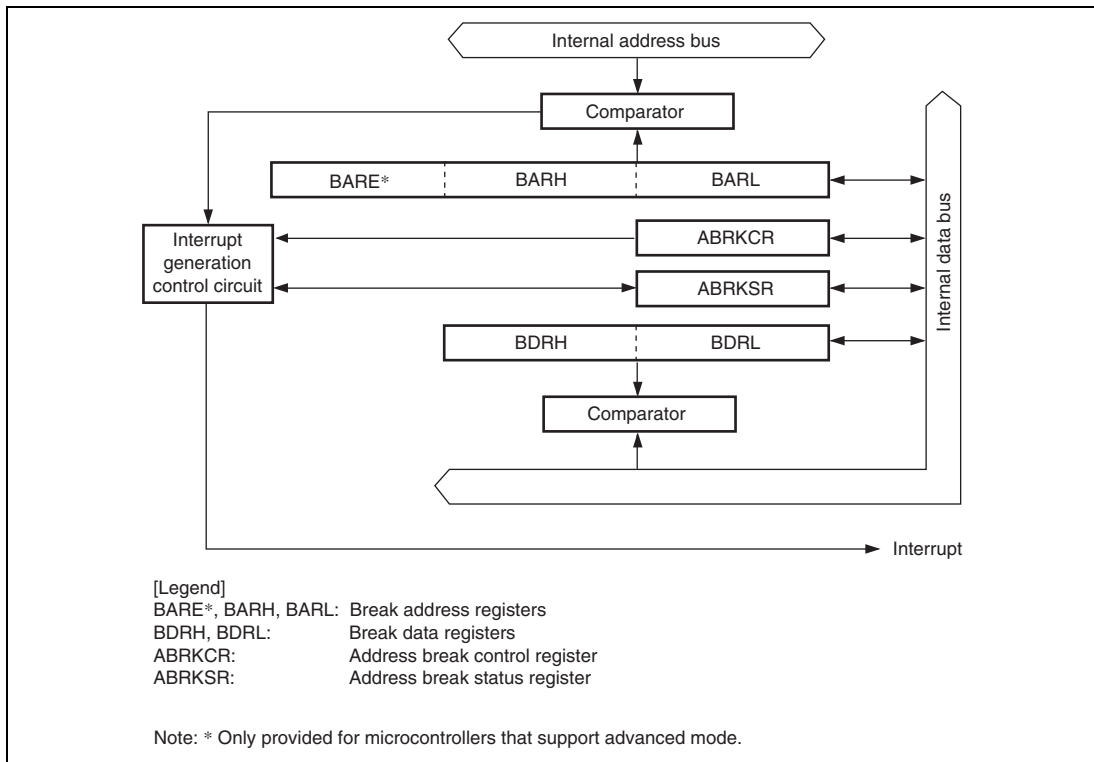 Internal address bus
Comparator
BARE* BARH BARL
Internal data bus
Interrupt
generation
control circuit
ABRKCR
ABRKSR
BDRH BDRL
Comparator
Interrupt
[Legend]
BARE*, BARH, BARL: Break address registers
BDRH, BDRL: Break data registers
ABRKCR: Address break control register
ABRKSR: Address break status register
Note: * Only provided for microcontrollers that support advanced mode.